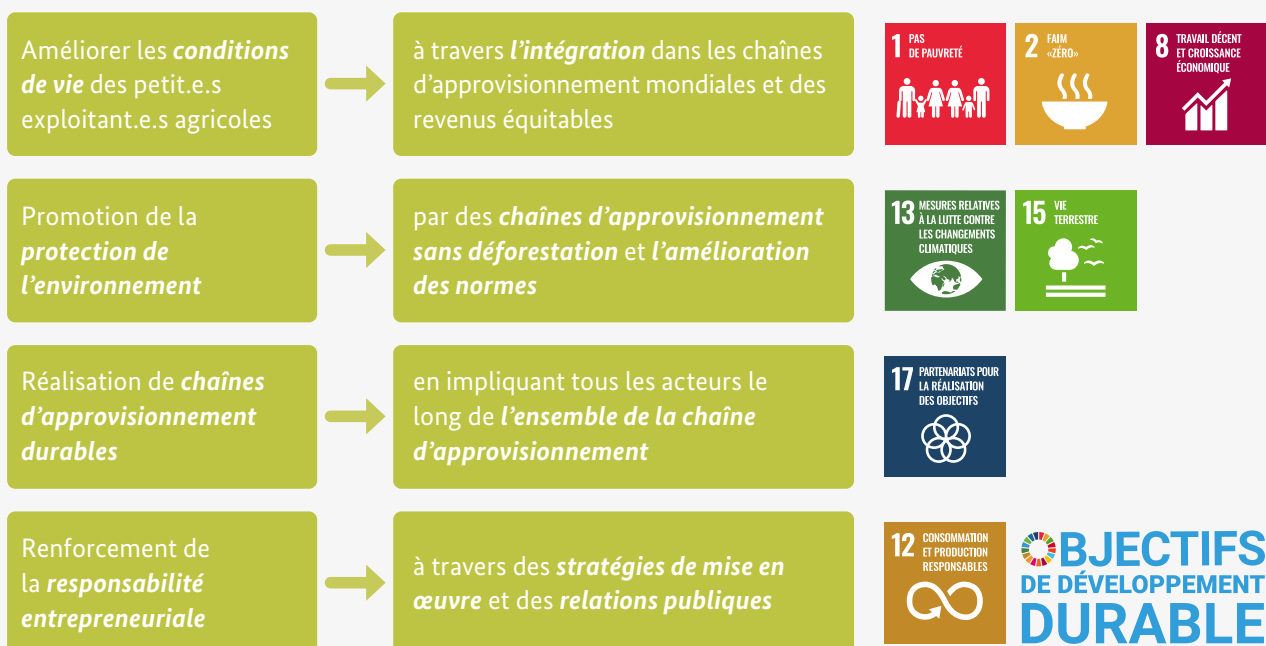 Améliorer les conditions
de vie des petit.e.s
exploitant.e.s agricoles
à travers l'intégration dans les chaînes
d'approvisionnement mondiales et des
revenus équitables
1 PAS
DE PAUVRETÉ
2 FAIM
«ZÉRO»
8 TRAVAIL DÉCENT
ET CROISSANCE
ÉCONOMIQUE
Promotion de la
protection de
l'environnement
par des chaînes d'approvisionnement
sans déforestation et l'amélioration
des normes
13 MESURES RELATIVES
À LA LUTTE CONTRE
LES CHANGEMENTS
CLIMATIQUES
15 VIE
TERRESTRE
Réalisation de chaînes
d'approvisionnement
durables
en impliquant tous les acteurs le
long de l'ensemble de la chaîne
d'approvisionnement
17 PARTENARIATS POUR
LA RÉALISATION
DES OBJECTIFS
Renforcement de
la responsabilité
entrepreneuriale
à travers des stratégies de mise en
œuvre et des relations publiques
12 CONSOMMATION
ET PRODUCTION
RESPONSABLES
OBJECTIFS
DE DÉVELOPPEMENT
DURABLE